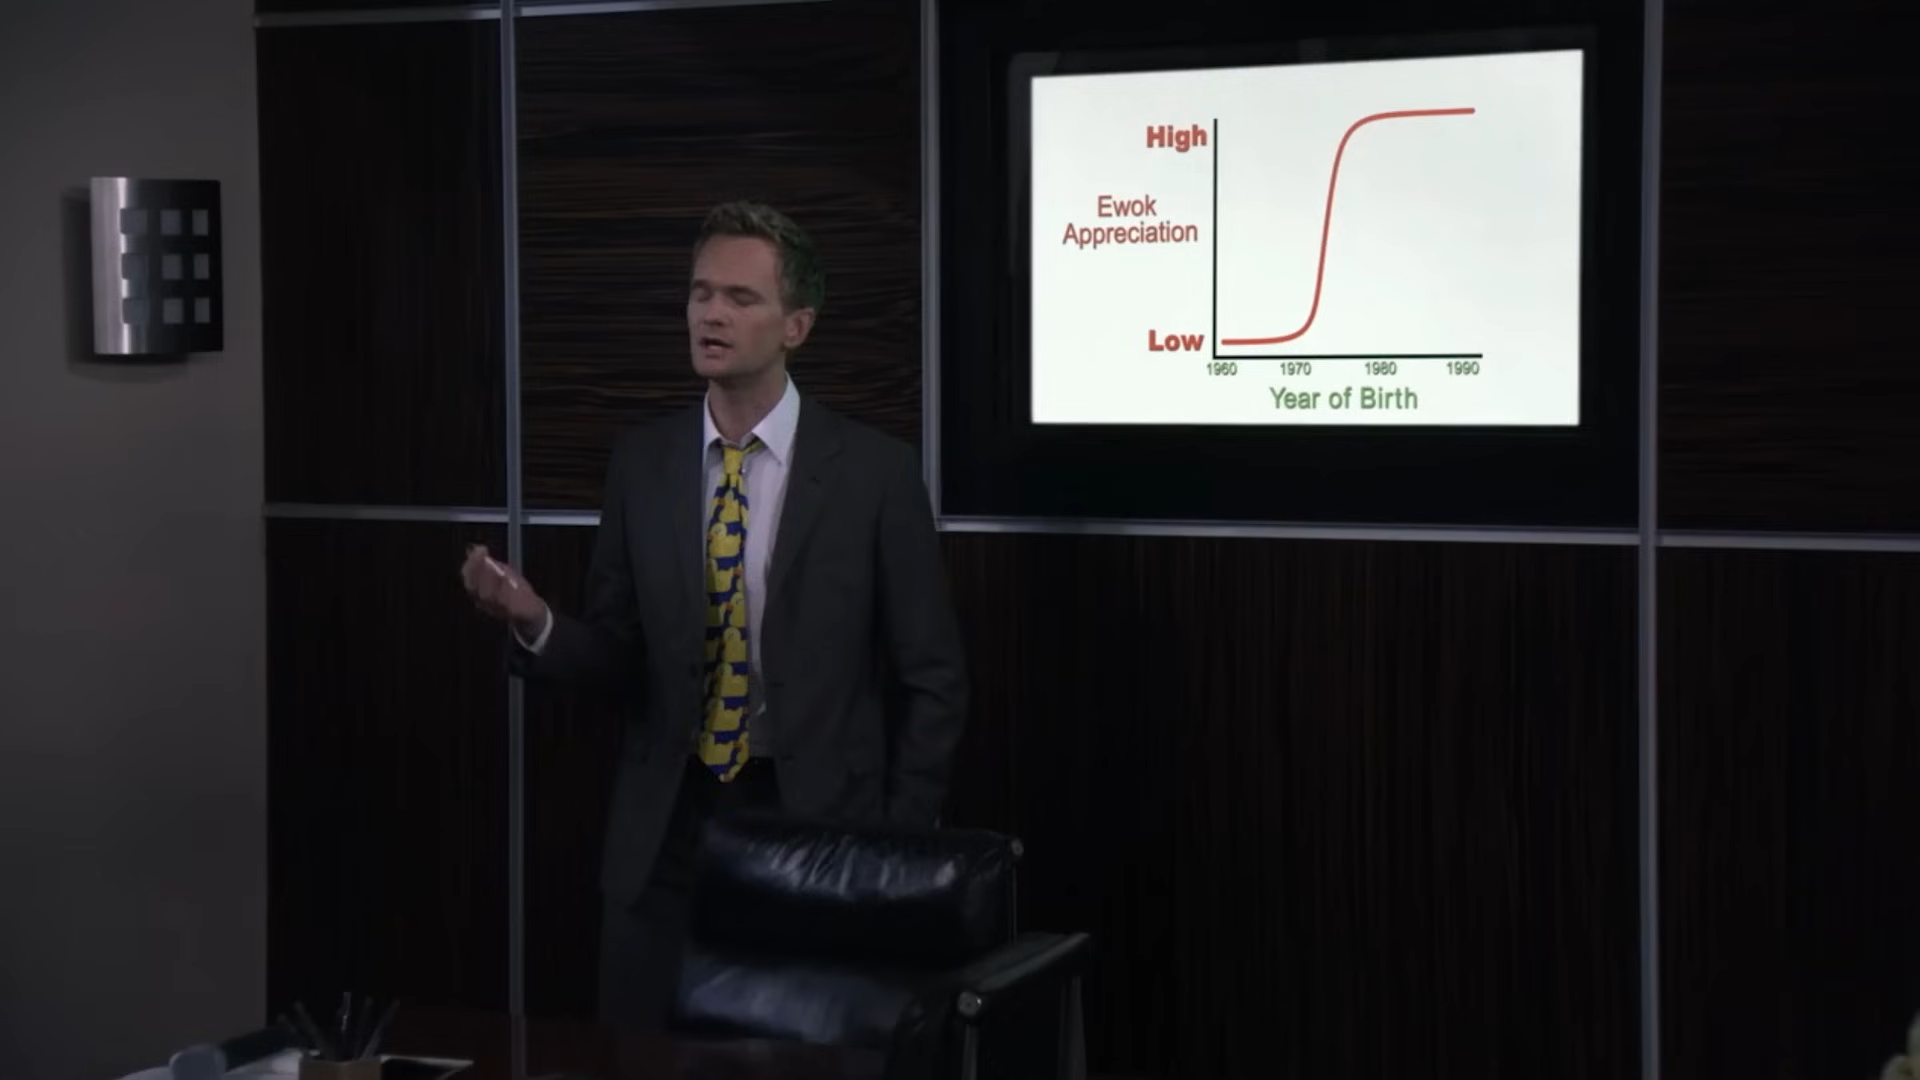 High
Ewok
Appreciation
Low
1960 1970 1980 1990
Year of Birth